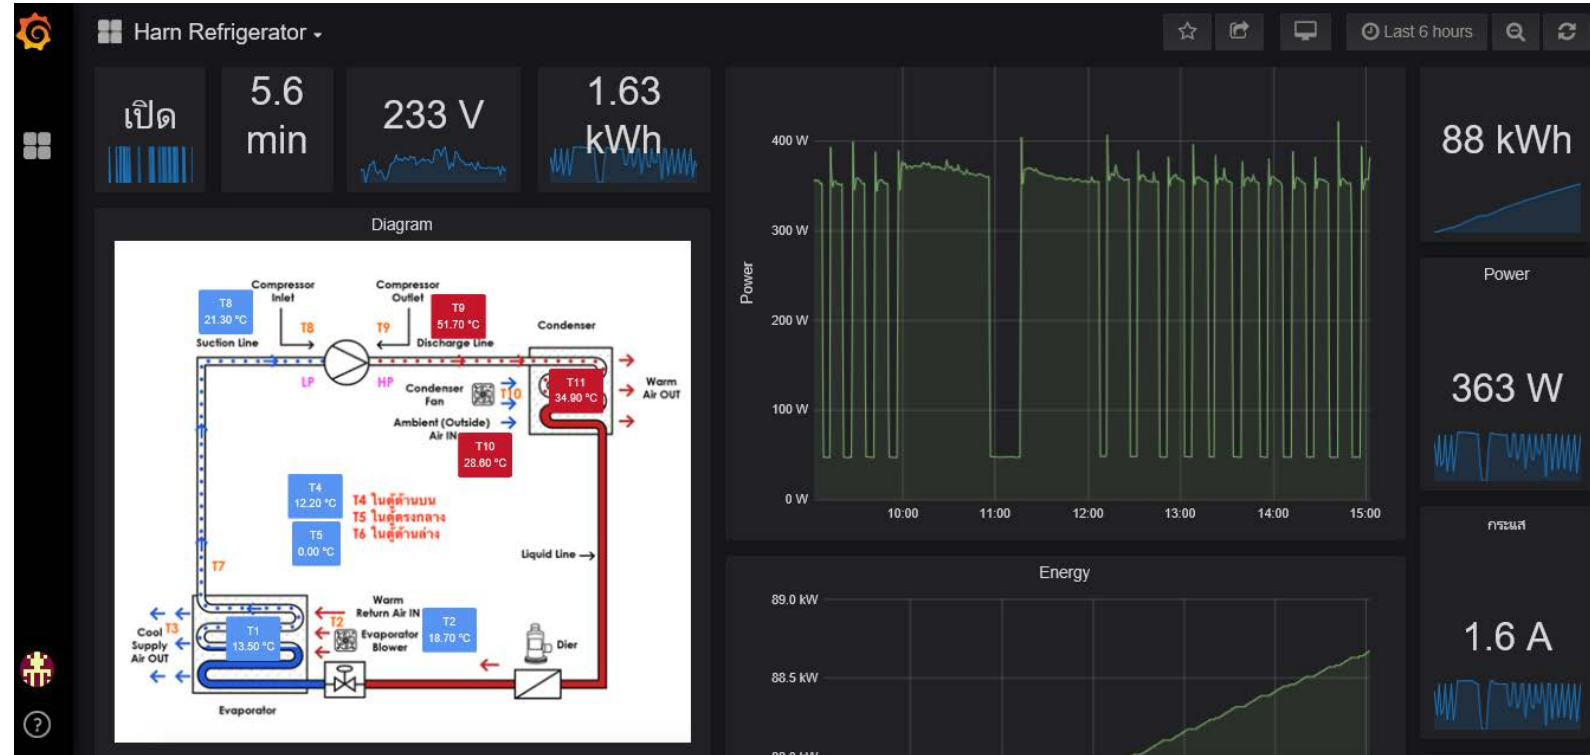 Harn Refrigerator
Last 6 hours
เปิด
5.6
min
233 V
1.63
kWh
Diagram
Compressor
Inlet
Compressor
Outlet
T8
21.30 °C
T8
T9
T9
51.70 °C
Condenser
Suction Line
Discharge Line
LP
HP
Condenser
Fan
T10
T11
34.90 °C
Warm
Air OUT
Ambient (Outside)
Air IN
T10
28.60 °C
T4
12.20 °C
T4 ในตู้ด้านบน
T5 ในตู้ตรงกลาง
T6 ในตู้ด้านล่าง
T5
0.00 °C
Liquid Line
T7
Warm
Return Air IN
T2
T2
18.70 °C
Evaporator
Blower
Cool
Supply
Air OUT
T3
T1
13.50 °C
Dier
Evaporator
Power
400 W
300 W
200 W
100 W
0 W
10:00
11:00
12:00
13:00
14:00
15:00
Energy
89.0 kW
88.5 kW
88 kWh
Power
363 W
กระแส
1.6 A